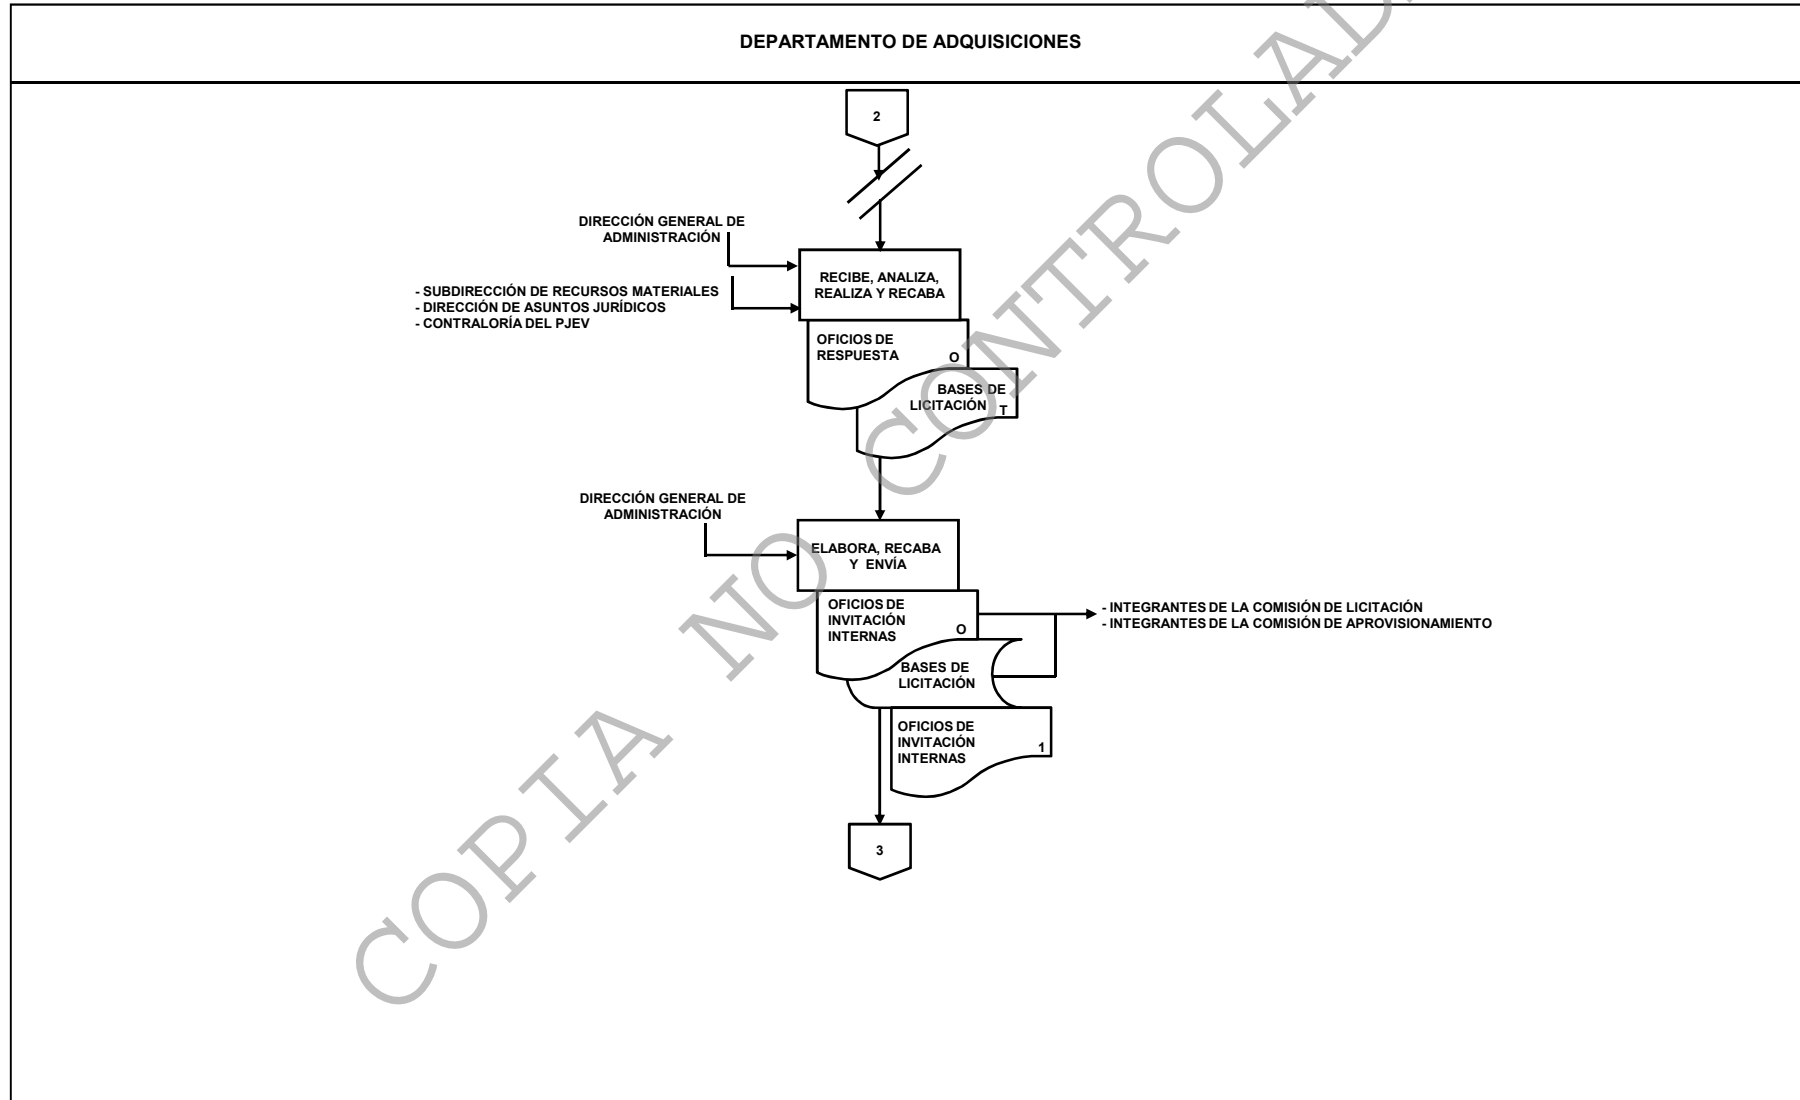 DEPARTAMENTO DE ADQUISICIONES
2
DIRECCIÓN GENERAL DE
ADMINISTRACIÓN
RECIBE, ANALIZA,
REALIZA Y RECABA
- SUBDIRECCIÓN DE RECURSOS MATERIALES
- DIRECCIÓN DE ASUNTOS JURÍDICOS
- CONTRALORÍA DEL PJEV
OFICIOS DE
RESPUESTA
O
BASES DE
LICITACIÓN
T
DIRECCIÓN GENERAL DE
ADMINISTRACIÓN
ELABORA, RECABA
Y ENVÍA
OFICIOS DE
INVITACIÓN
INTERNAS
O
- INTEGRANTES DE LA COMISIÓN DE LICITACIÓN
- INTEGRANTES DE LA COMISIÓN DE APROVISIONAMIENTO
BASES DE
LICITACIÓN
OFICIOS DE
INVITACIÓN
INTERNAS
1
3
COPIA NO CONTROLAD